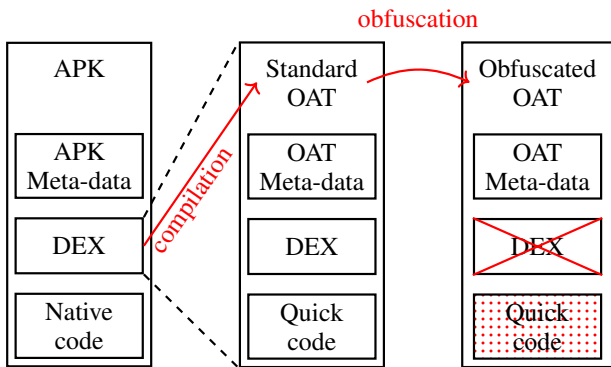 obfuscation
APK
APK
Meta-data
DEX
Native
code
compilation
Standard
OAT
OAT
Meta-data
DEX
Quick
code
Obfuscated
OAT
OAT
Meta-data
DEX
Quick
code